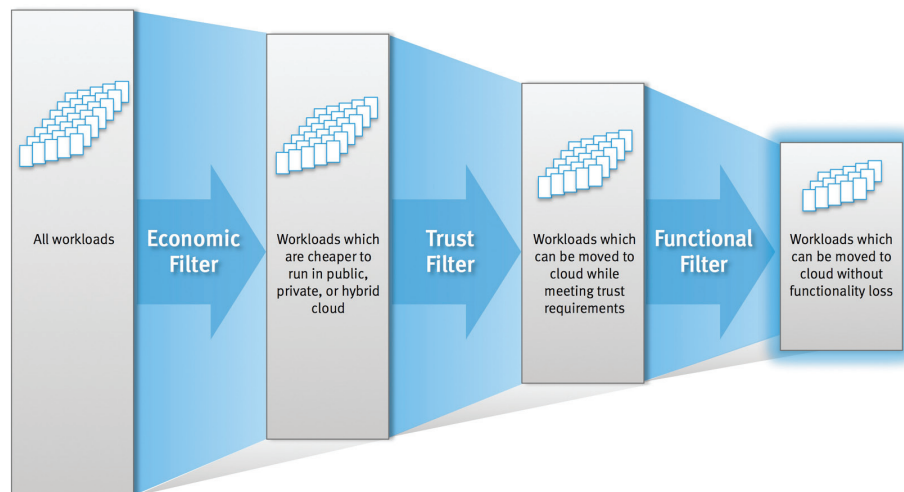 All workloads
Economic
Filter
Workloads which
are cheaper to
run in public,
private, or hybrid
cloud
Trust
Filter
Workloads which
can be moved to
cloud while
meeting trust
requirements
Functional
Filter
Workloads which
can be moved to
cloud without
functionality loss